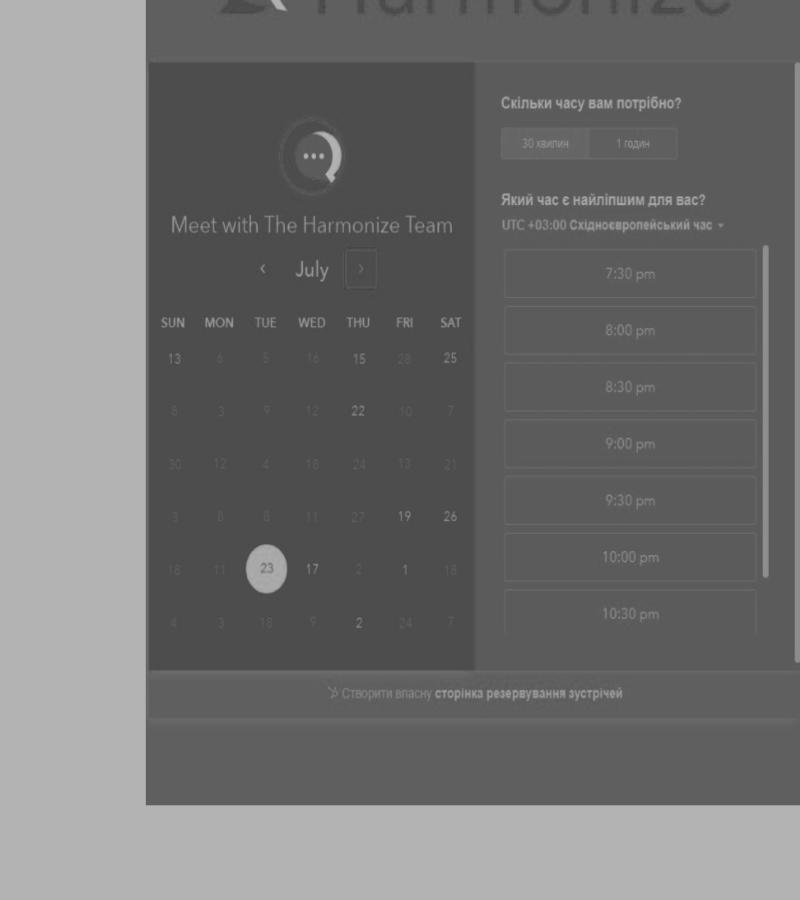 Harmonize
Meet with The Harmonize Team
‹ July ›
SUN MON TUE WED THU FRI SAT
13 6 5 16 15 28 25
8 3 9 12 22 10 7
30 12 4 18 24 13 21
3 8 8 11 27 19 26
18 11 23 17 2 1 18
4 3 18 9 2 24 7
Скільки часу вам потрібно?
30 хвилин 1 годин
Який час є найліпшим для вас?
UTC +03:00 Східноєвропейський час
7:30 pm
8:00 pm
8:30 pm
9:00 pm
9:30 pm
10:00 pm
10:30 pm
Створити власну сторінка резервування зустрічей